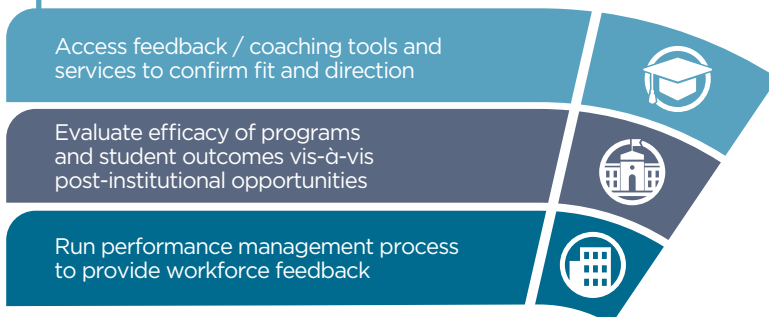 Access feedback / coaching tools and
services to confirm fit and direction
Evaluate efficacy of programs
and student outcomes vis-à-vis
post-institutional opportunities
Run performance management process
to provide workforce feedback